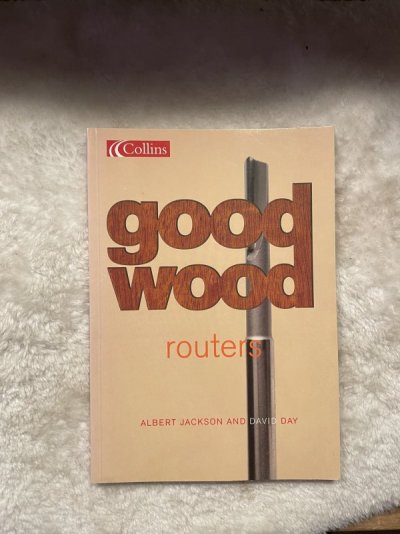 Collins
good
wood
routers
ALBERT JACKSON AND DAVID DAY